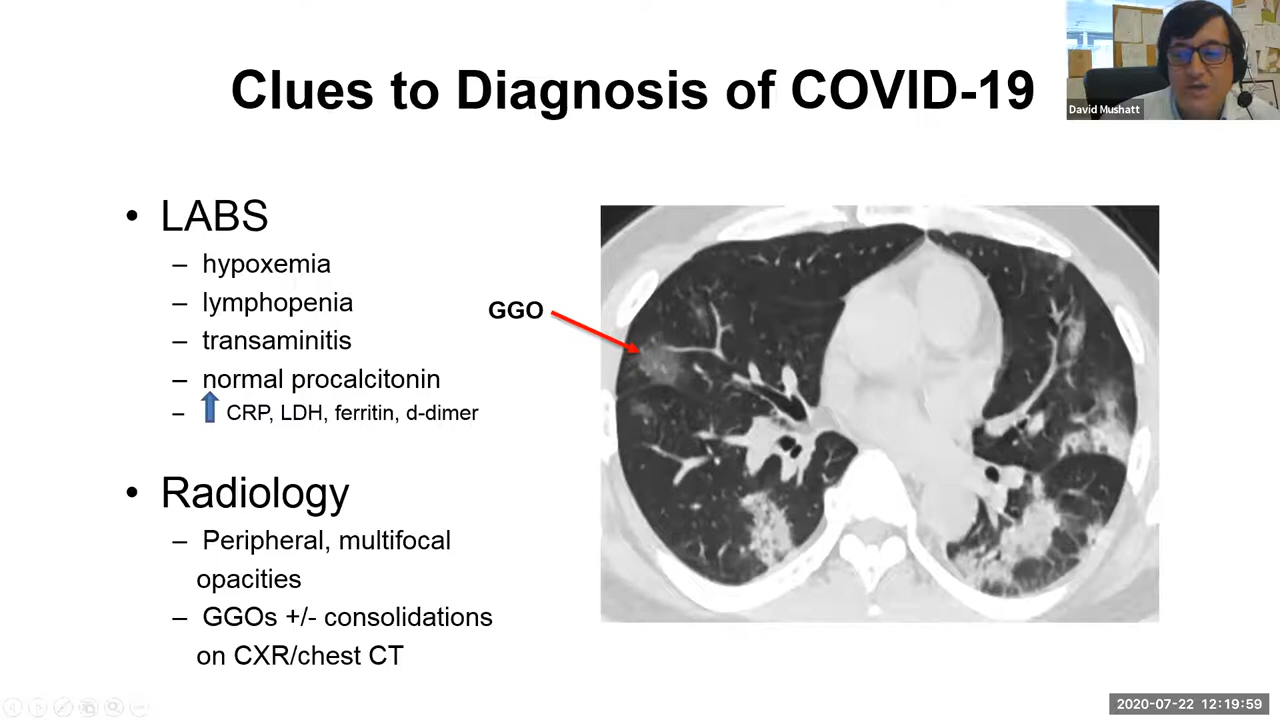 Clues to Diagnosis of COVID-19
David Mushatt
• LABS
– hypoxemia
– lymphopenia
– transaminitis
– normal procalcitonin
– CRP, LDH, ferritin, d-dimer
GGO
• Radiology
– Peripheral, multifocal
opacities
– GGOs +/- consolidations
on CXR/chest CT
2020-07-22 12:19:59